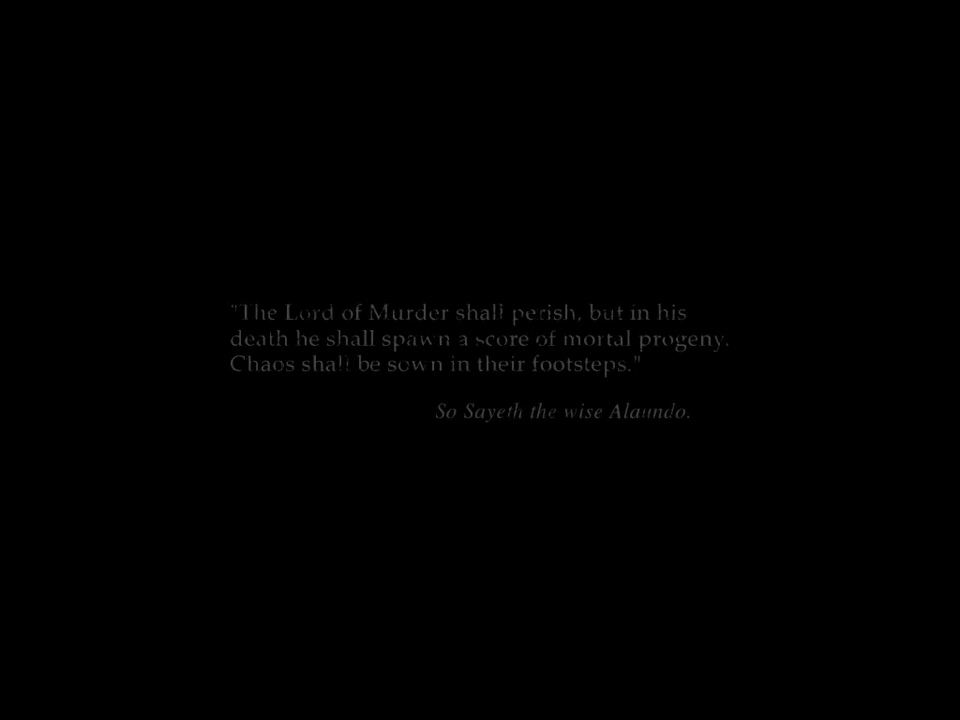 "The Lord of Murder shall perish, but in his
death he shall spawn a score of mortal progeny.
Chaos shall be sown in their footsteps."
So Sayeth the wise Alaundo.